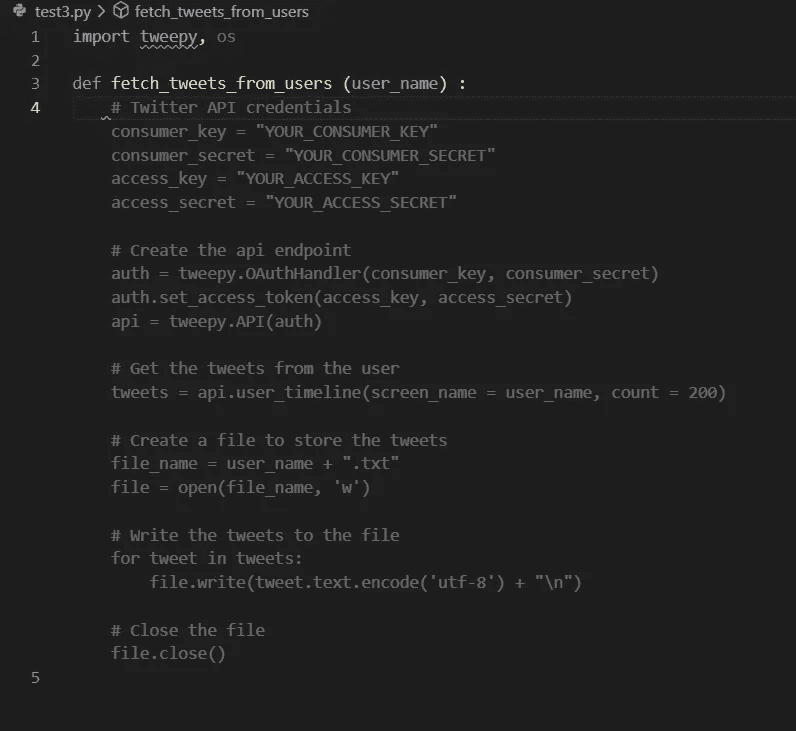 test3.py > fetch_tweets_from_users
1 import tweepy, os
2
3 def fetch_tweets_from_users (user_name) :
4     # Twitter API credentials
    consumer_key = "YOUR_CONSUMER_KEY"
    consumer_secret = "YOUR_CONSUMER_SECRET"
    access_key = "YOUR_ACCESS_KEY"
    access_secret = "YOUR_ACCESS_SECRET"

    # Create the api endpoint
    auth = tweepy.OAuthHandler(consumer_key, consumer_secret)
    auth.set_access_token(access_key, access_secret)
    api = tweepy.API(auth)

    # Get the tweets from the user
    tweets = api.user_timeline(screen_name = user_name, count = 200)

    # Create a file to store the tweets
    file_name = user_name + ".txt"
    file = open(file_name, 'w')

    # Write the tweets to the file
    for tweet in tweets:
        file.write(tweet.text.encode('utf-8') + "\n")

    # Close the file
    file.close()
5